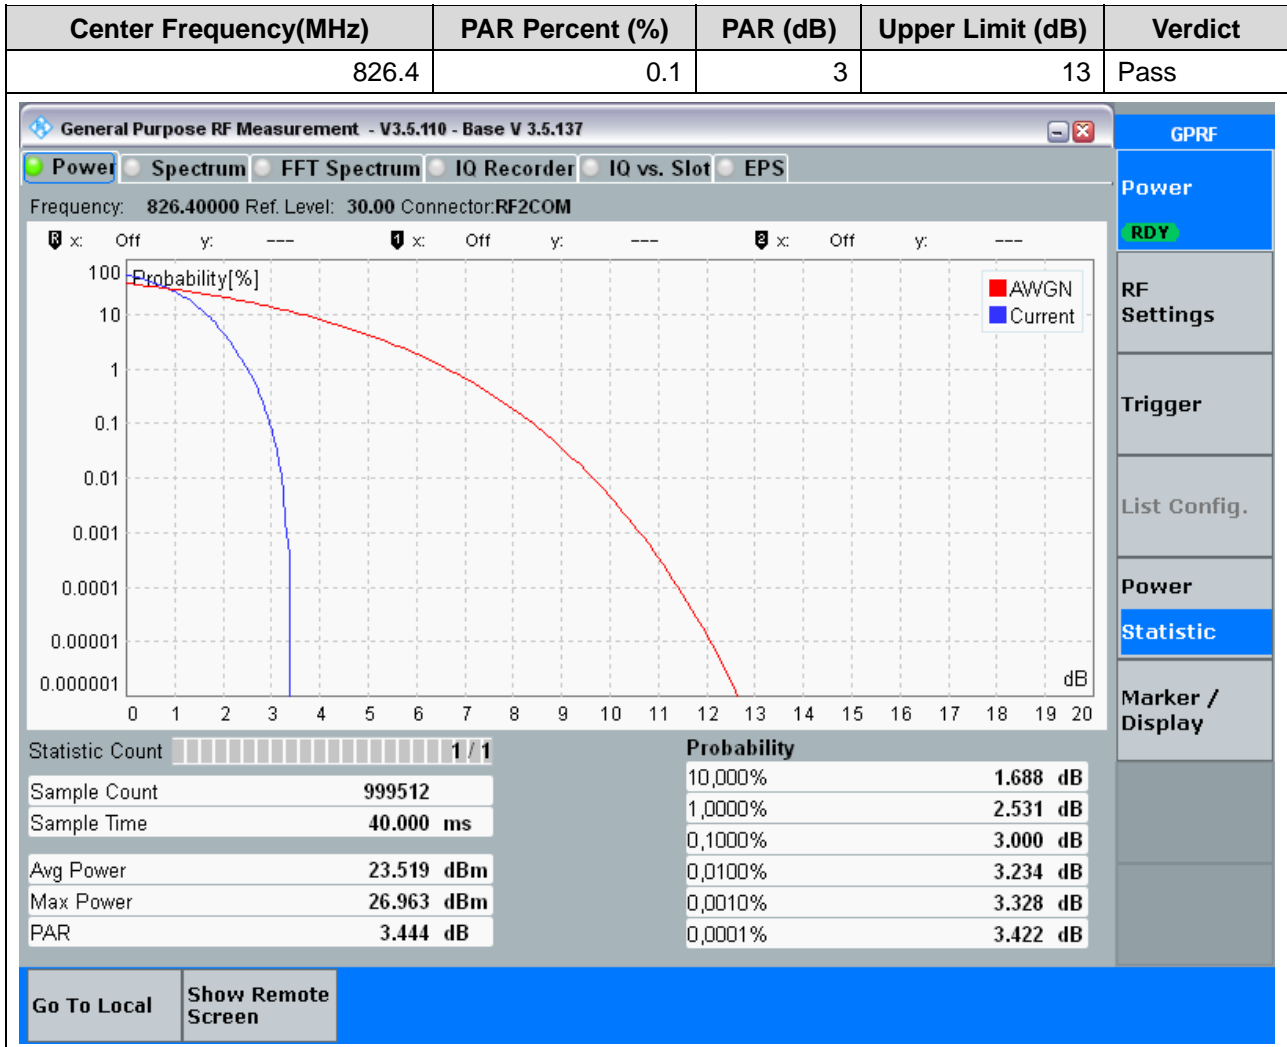 Center Frequency(MHz) PAR Percent (%) PAR (dB) Upper Limit (dB) Verdict
826.4 0.1 3 13 Pass
General Purpose RF Measurement - V3.5.110 - Base V 3.5.137
GPRF
Power Spectrum FFT Spectrum IQ Recorder IQ vs. Slot EPS
Power
RDY
Frequency: 826.40000 Ref. Level: 30.00 Connector:RF2COM
R x: Off y: --- 1 x: Off y: --- 2 x: Off y: ---
Probability[%]
AWGN
Current
100
10
1
0.1
0.01
0.001
0.0001
0.00001
0.000001
dB
0 1 2 3 4 5 6 7 8 9 10 11 12 13 14 15 16 17 18 19 20
RF
Settings
Trigger
List Config.
Power
Statistic
Marker /
Display
Statistic Count 1 / 1
Sample Count 999512
Sample Time 40.000 ms
Avg Power 23.519 dBm
Max Power 26.963 dBm
PAR 3.444 dB
Probability
10,000% 1.688 dB
1,0000% 2.531 dB
0,1000% 3.000 dB
0,0100% 3.234 dB
0,0010% 3.328 dB
0,0001% 3.422 dB
Go To Local
Show Remote
Screen